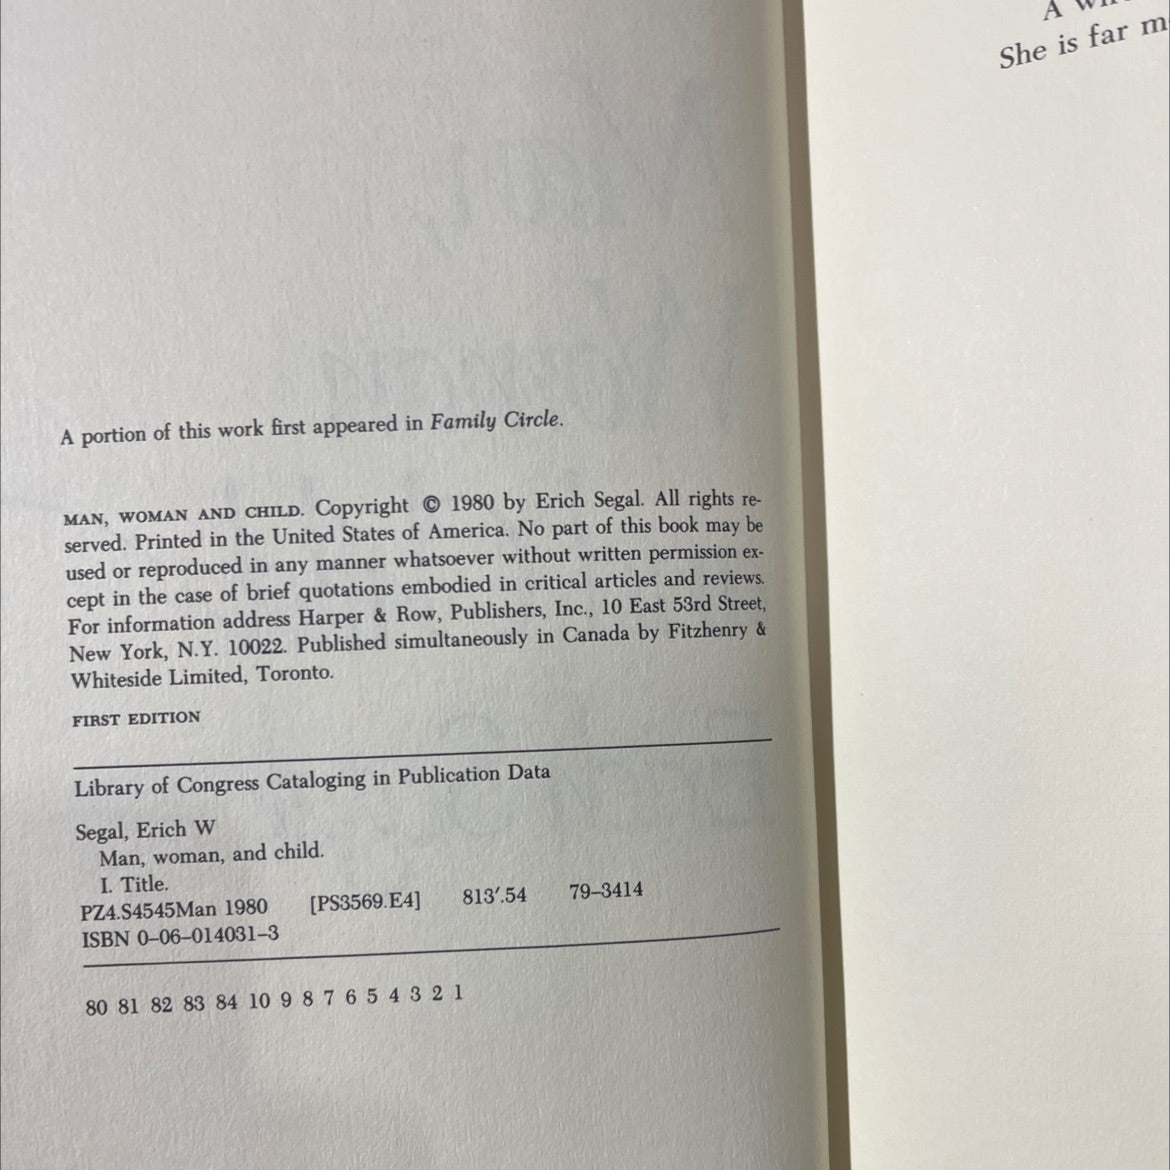 A portion of this work first appeared in Family Circle.
MAN, WOMAN AND CHILD. Copyright © 1980 by Erich Segal. All rights re-
served. Printed in the United States of America. No part of this book may be
used or reproduced in any manner whatsoever without written permission ex-
cept in the case of brief quotations embodied in critical articles and reviews.
For information address Harper & Row, Publishers, Inc., 10 East 53rd Street,
New York, N.Y. 10022. Published simultaneously in Canada by Fitzhenry &
Whiteside Limited, Toronto.
FIRST EDITION
Library of Congress Cataloging in Publication Data
Segal, Erich W
Man, woman, and child.
I. Title.
PZ4.S4545Man 1980 [PS3569.E4] 813′.54 79–3414
ISBN 0–06–014031–3
80 81 82 83 84 10 9 8 7 6 5 4 3 2 1
A
She is far